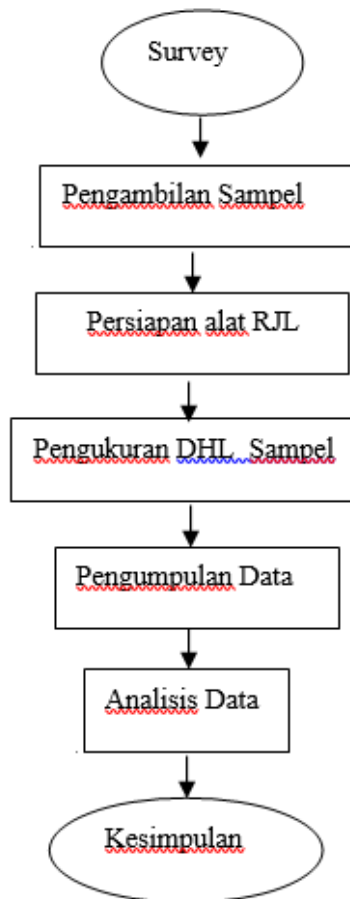 Survey
Pengambilan Sampel
Persiapan alat RJL
Pengukuran DHL Sampel
Pengumpulan Data
Analisis Data
Kesimpulan